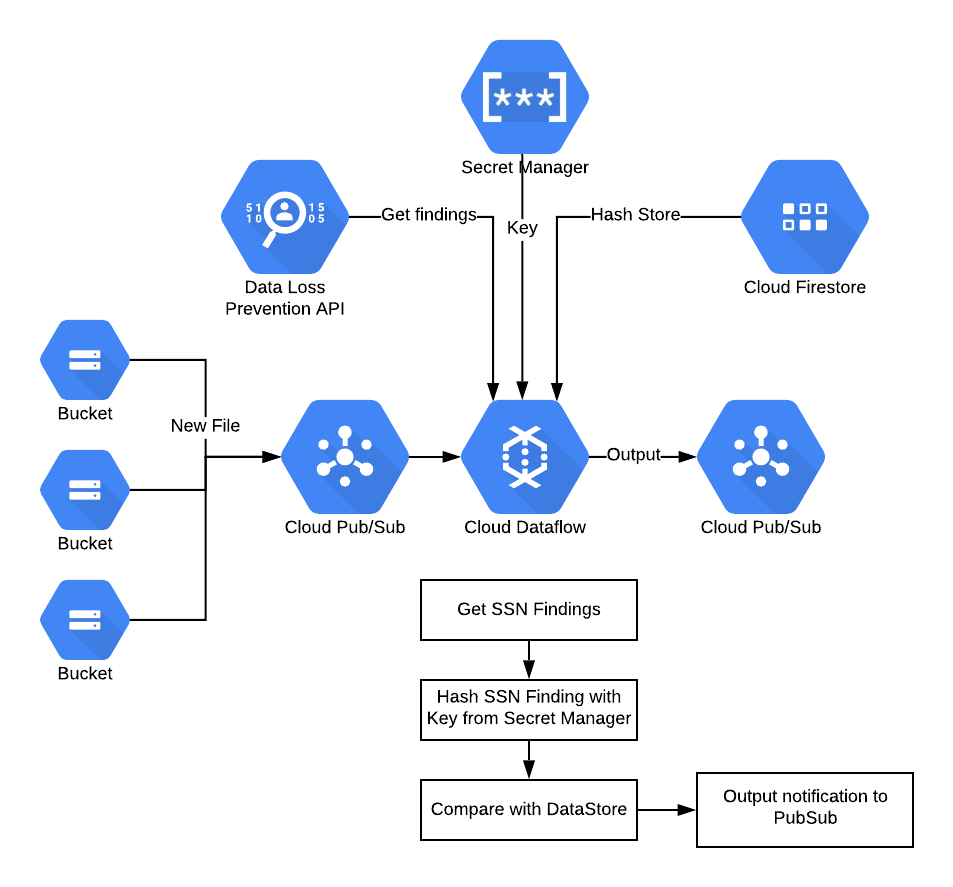 [***]
Secret Manager
51
10
15
05
Get findings
Key
Hash Store
Data Loss
Prevention API
Cloud Firestore
Bucket
New File
Bucket
Bucket
Cloud Pub/Sub
Cloud Dataflow
Output
Cloud Pub/Sub
Get SSN Findings
Hash SSN Finding with
Key from Secret Manager
Compare with DataStore
Output notification to
PubSub